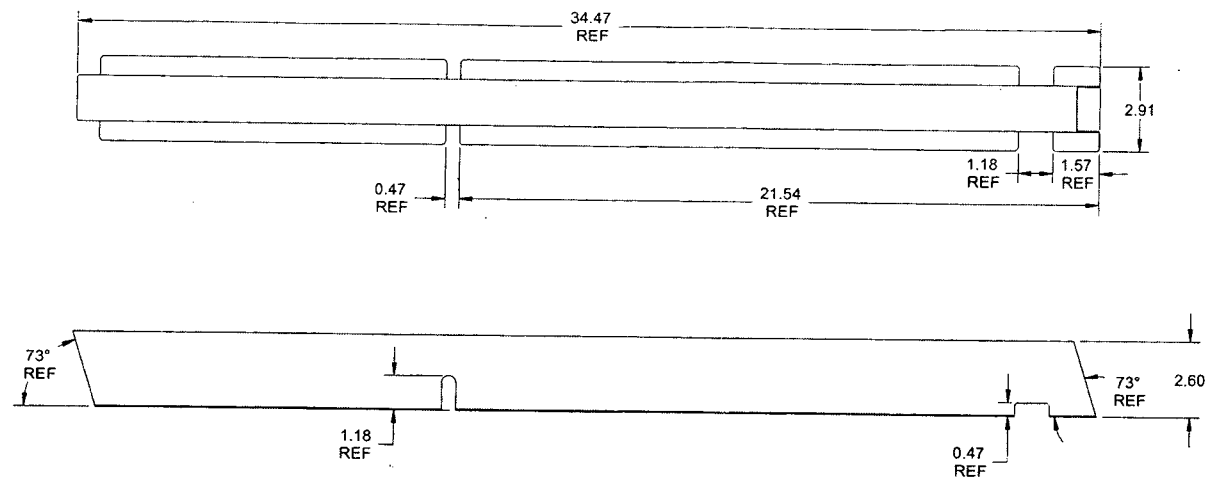 34.47
REF
2.91
1.18
REF
1.57
REF
0.47
REF
21.54
REF
73°
REF
73°
REF
2.60
1.18
REF
0.47
REF